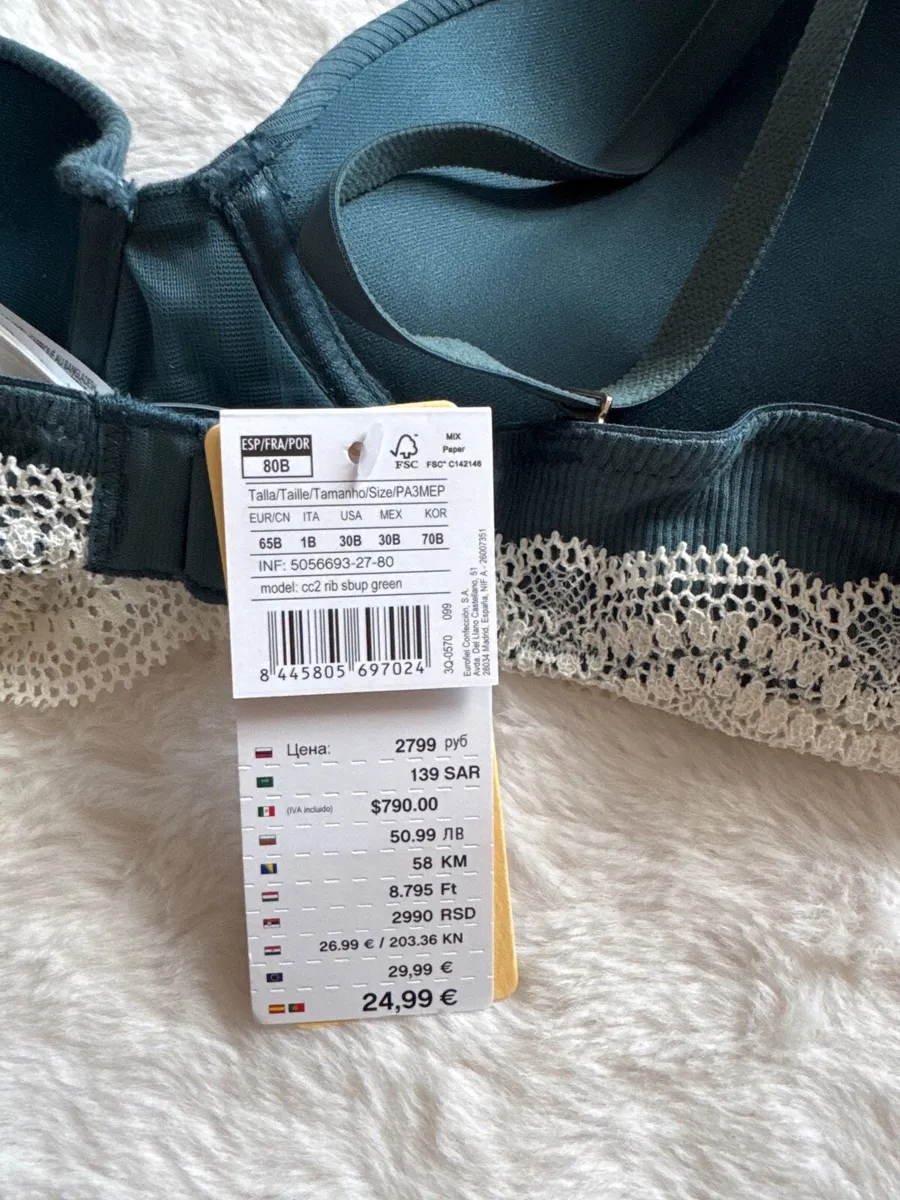 ESP/FRA/POR
80B
FSC
MIX
Paper
FSC® C142146
Talla/Taille/Tamanho/Size/РАЗМЕР
EUR/CN ITA USA MEX KOR
65B 1B 30B 30B 70B
INF: 5056693-27-80
model: cc2 rib sbup green
8 445805 697024
3Q-0570 099
Eurofiel Confección, S.A.
Avda. Del Llano Castellano, 51
28034 Madrid, España, NIF A - 26007351
Цена: 2799 руб
139 SAR
(IVA incluido) $790.00
50.99 ЛВ
58 KM
8.795 Ft
2990 RSD
26.99 € / 203.36 KN
29,99 €
24,99 €